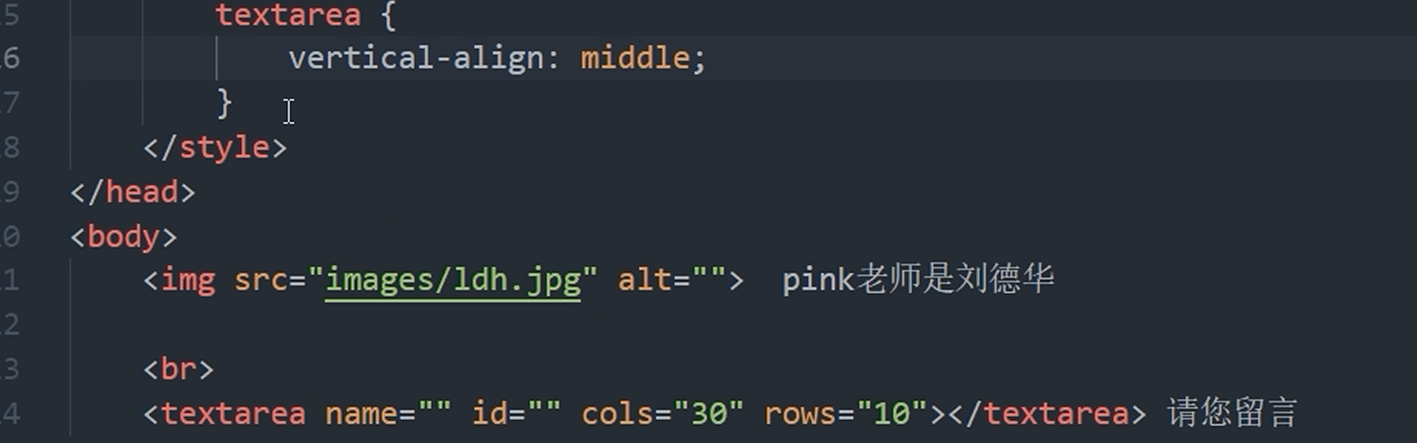 5 textarea {
6 vertical-align: middle;
7 }
8 </style>
9 </head>
0 <body>
1 <img src="images/ldh.jpg" alt=""> pink老师是刘德华
2
3 <br>
4 <textarea name="" id="" cols="30" rows="10"></textarea> 请您留言